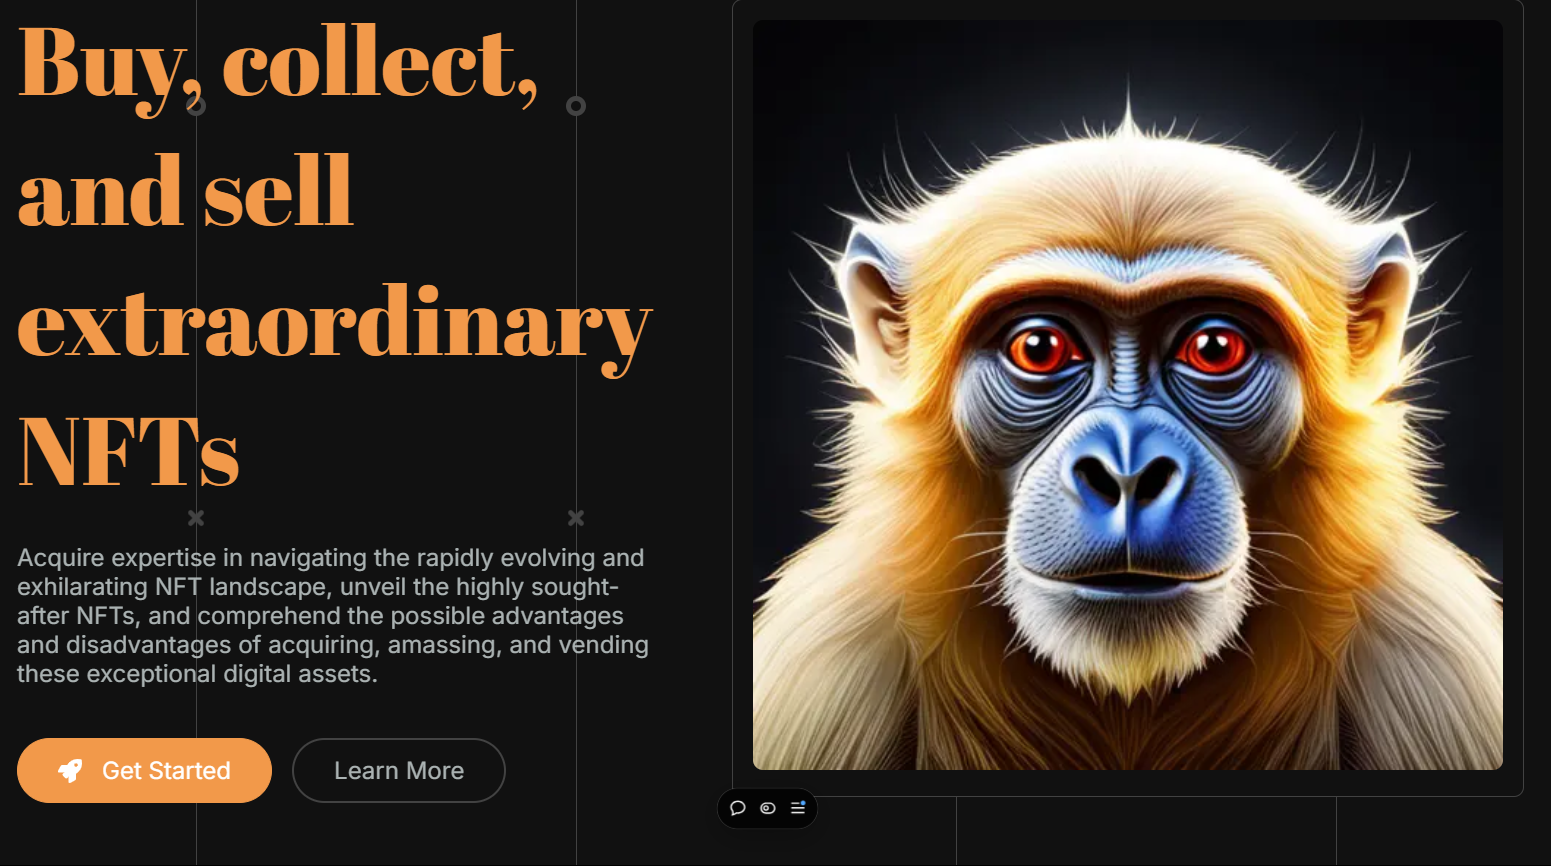 Buy, collect,
and sell
extraordinary
NFTs
Acquire expertise in navigating the rapidly evolving and
exhilarating NFT landscape, unveil the highly sought-
after NFTs, and comprehend the possible advantages
and disadvantages of acquiring, amassing, and vending
these exceptional digital assets.
Get Started
Learn More